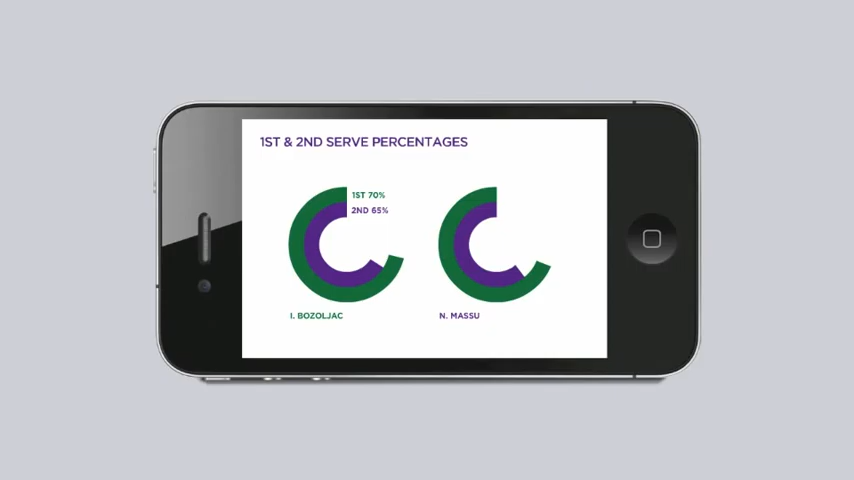 1ST & 2ND SERVE PERCENTAGES
1ST 70%
2ND 65%
I. BOZOLJAC
N. MASSU